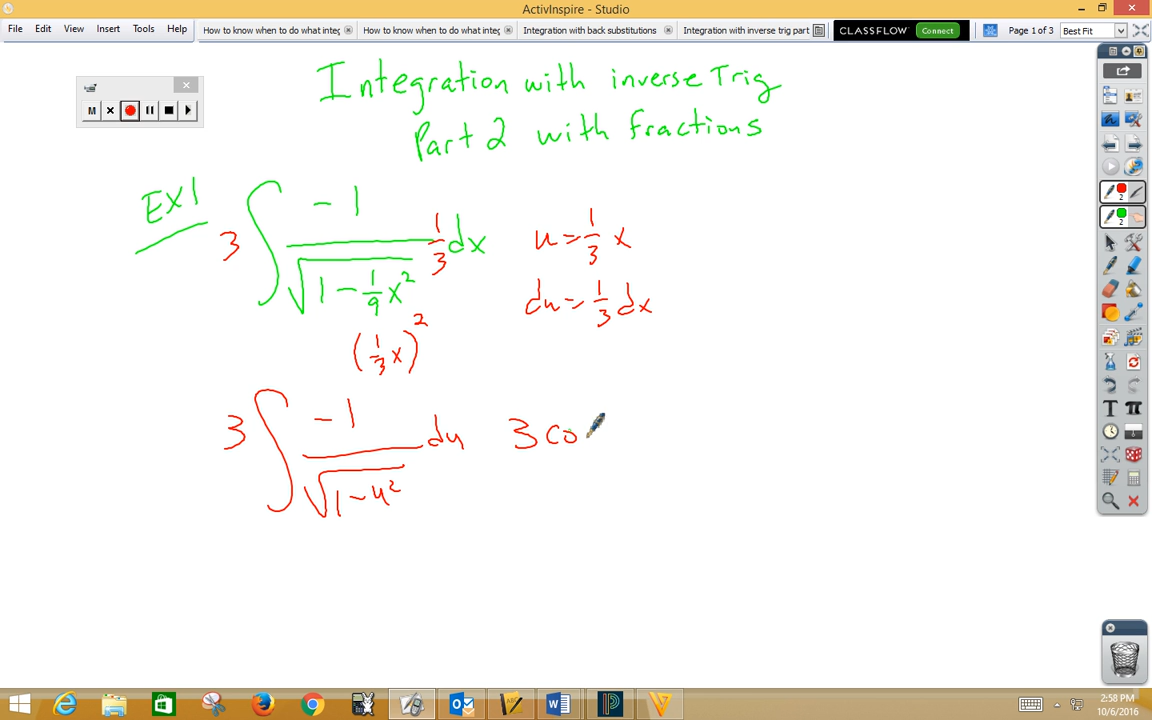 ActivInspire - Studio
File Edit View Insert Tools Help
How to know when to do what integ
How to know when to do what integ
Integration with back substitutions
Integration with inverse trig part
CLASSFLOW Connect
Page 1 of 3
Best Fit
M
2
2
Integration with inverse Trig
Part 2 with fractions
EX1
3 ∫ -1/√(1 - 1/9 x²) 1/3 dx
u = 1/3 x
du = 1/3 dx
(1/3 x)²
3 ∫ -1/√(1 - u²) du
3 co
2:58 PM
10/6/2016